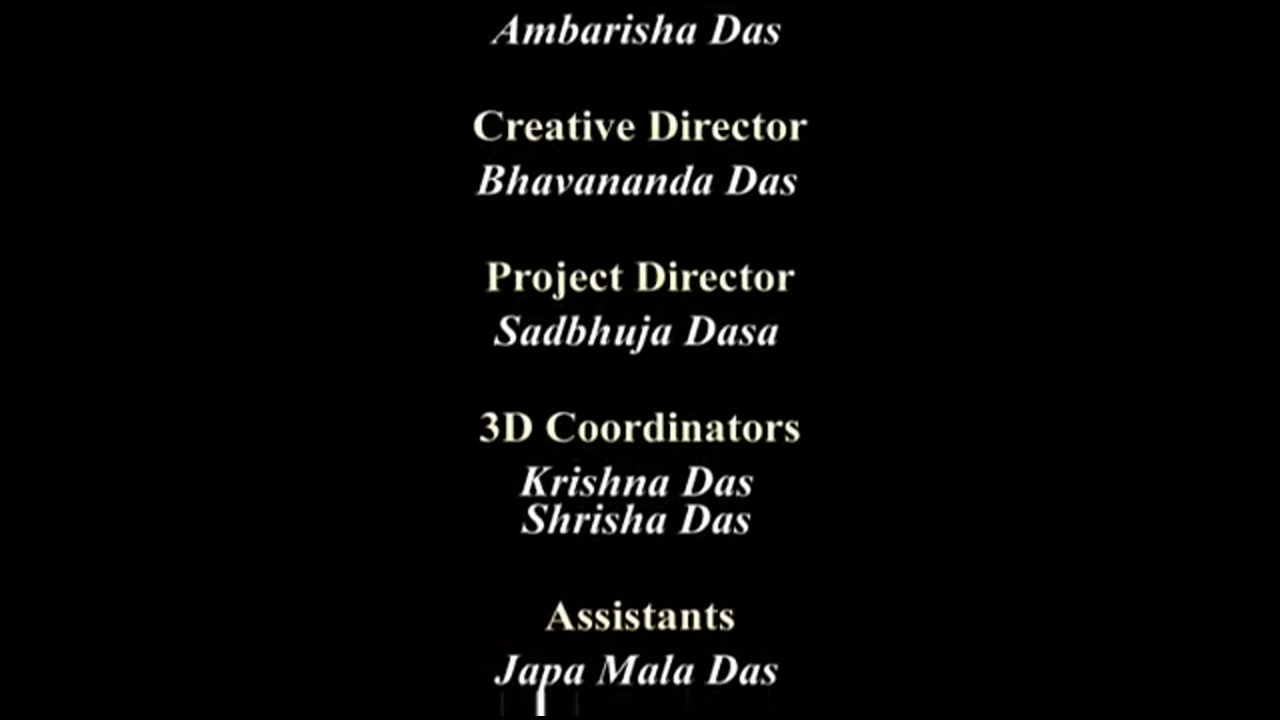 Ambarisha Das
Creative Director
Bhavananda Das
Project Director
Sadbhuja Dasa
3D Coordinators
Krishna Das
Shrisha Das
Assistants
Japa Mala Das